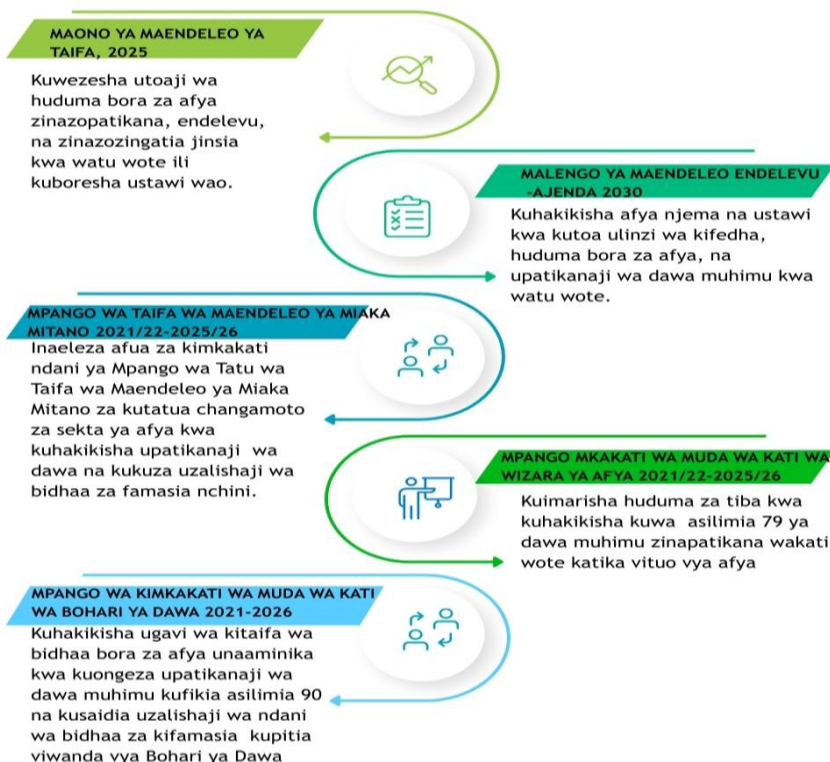 MAONO YA MAENDELEO YA
TAIFA, 2025
Kuwezesha utoaji wa
huduma bora za afya
zinazopatikana, endelevu,
na zinazozingatia jinsia
kwa watu wote ili
kuboresha ustawi wao.
MALENGO YA MAENDELEO ENDELEVU
-AJENDA 2030
Kuhakikisha afya njema na ustawi
kwa kutoa ulinzi wa kifedha,
huduma bora za afya, na
upatikanaji wa dawa muhimu kwa
watu wote.
MPANGO WA TAIFA WA MAENDELEO YA MIAKA
MITANO 2021/22-2025/26
Inaeleza afua za kimkakati
ndani ya Mpango wa Tatu wa
Taifa wa Maendeleo ya Miaka
Mitano za kutatua changamoto
za sekta ya afya kwa
kuhakikisha upatikanaji wa
dawa na kukuza uzalishaji wa
bidhaa za famasia nchini.
MPANGO MKAKATI WA MUDA WA KATI WA
WIZARA YA AFYA 2021/22-2025/26
Kuimarisha huduma za tiba kwa
kuhakikisha kuwa asilimia 79 ya
dawa muhimu zinapatikana wakati
wote katika vituo vya afya
MPANGO WA KIMKAKATI WA MUDA WA KATI
WA BOHARI YA DAWA 2021-2026
Kuhakikisha ugavi wa kitaifa wa
bidhaa bora za afya unaaminika
kwa kuongeza upatikanaji wa
dawa muhimu kufikia asilimia 90
na kusaidia uzalishaji wa ndani
wa bidhaa za kifamasia kupitia
viwanda vya Bohari ya Dawa